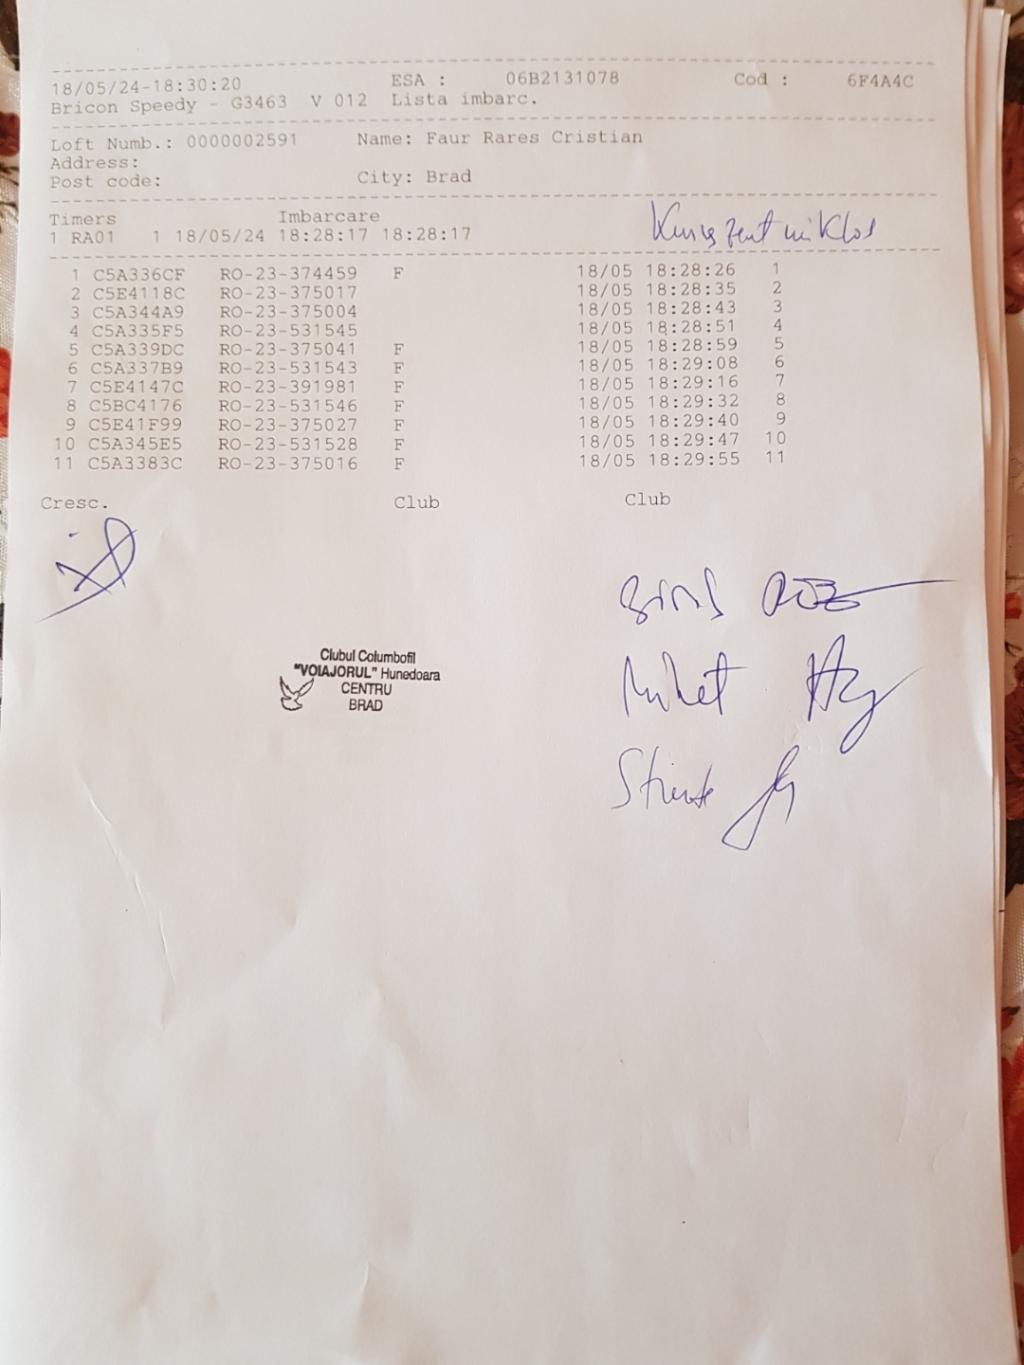 18/05/24-18:30:20 ESA : 06B2131078 Cod : 6F4A4C
Bricon Speedy - G3463 V 012 Lista imbarc.
Loft Numb.: 0000002591 Name: Faur Rares Cristian
Address:
Post code: City: Brad
Timers Imbarcare
1 RA01 1 18/05/24 18:28:17 18:28:17
1 C5A336CF RO-23-374459 F 18/05 18:28:26 1
2 C5E4118C RO-23-375017 18/05 18:28:35 2
3 C5A344A9 RO-23-375004 18/05 18:28:43 3
4 C5A335F5 RO-23-531545 18/05 18:28:51 4
5 C5A339DC RO-23-375041 F 18/05 18:28:59 5
6 C5A337B9 RO-23-531543 F 18/05 18:29:08 6
7 C5E4147C RO-23-391981 F 18/05 18:29:16 7
8 C5BC4176 RO-23-531546 F 18/05 18:29:32 8
9 C5E41F99 RO-23-375027 F 18/05 18:29:40 9
10 C5A345E5 RO-23-531528 F 18/05 18:29:47 10
11 C5A3383C RO-23-375016 F 18/05 18:29:55 11
Cresc. Club Club
Clubul Columbofil
"VOIAJORUL" Hunedoara
CENTRU
BRAD